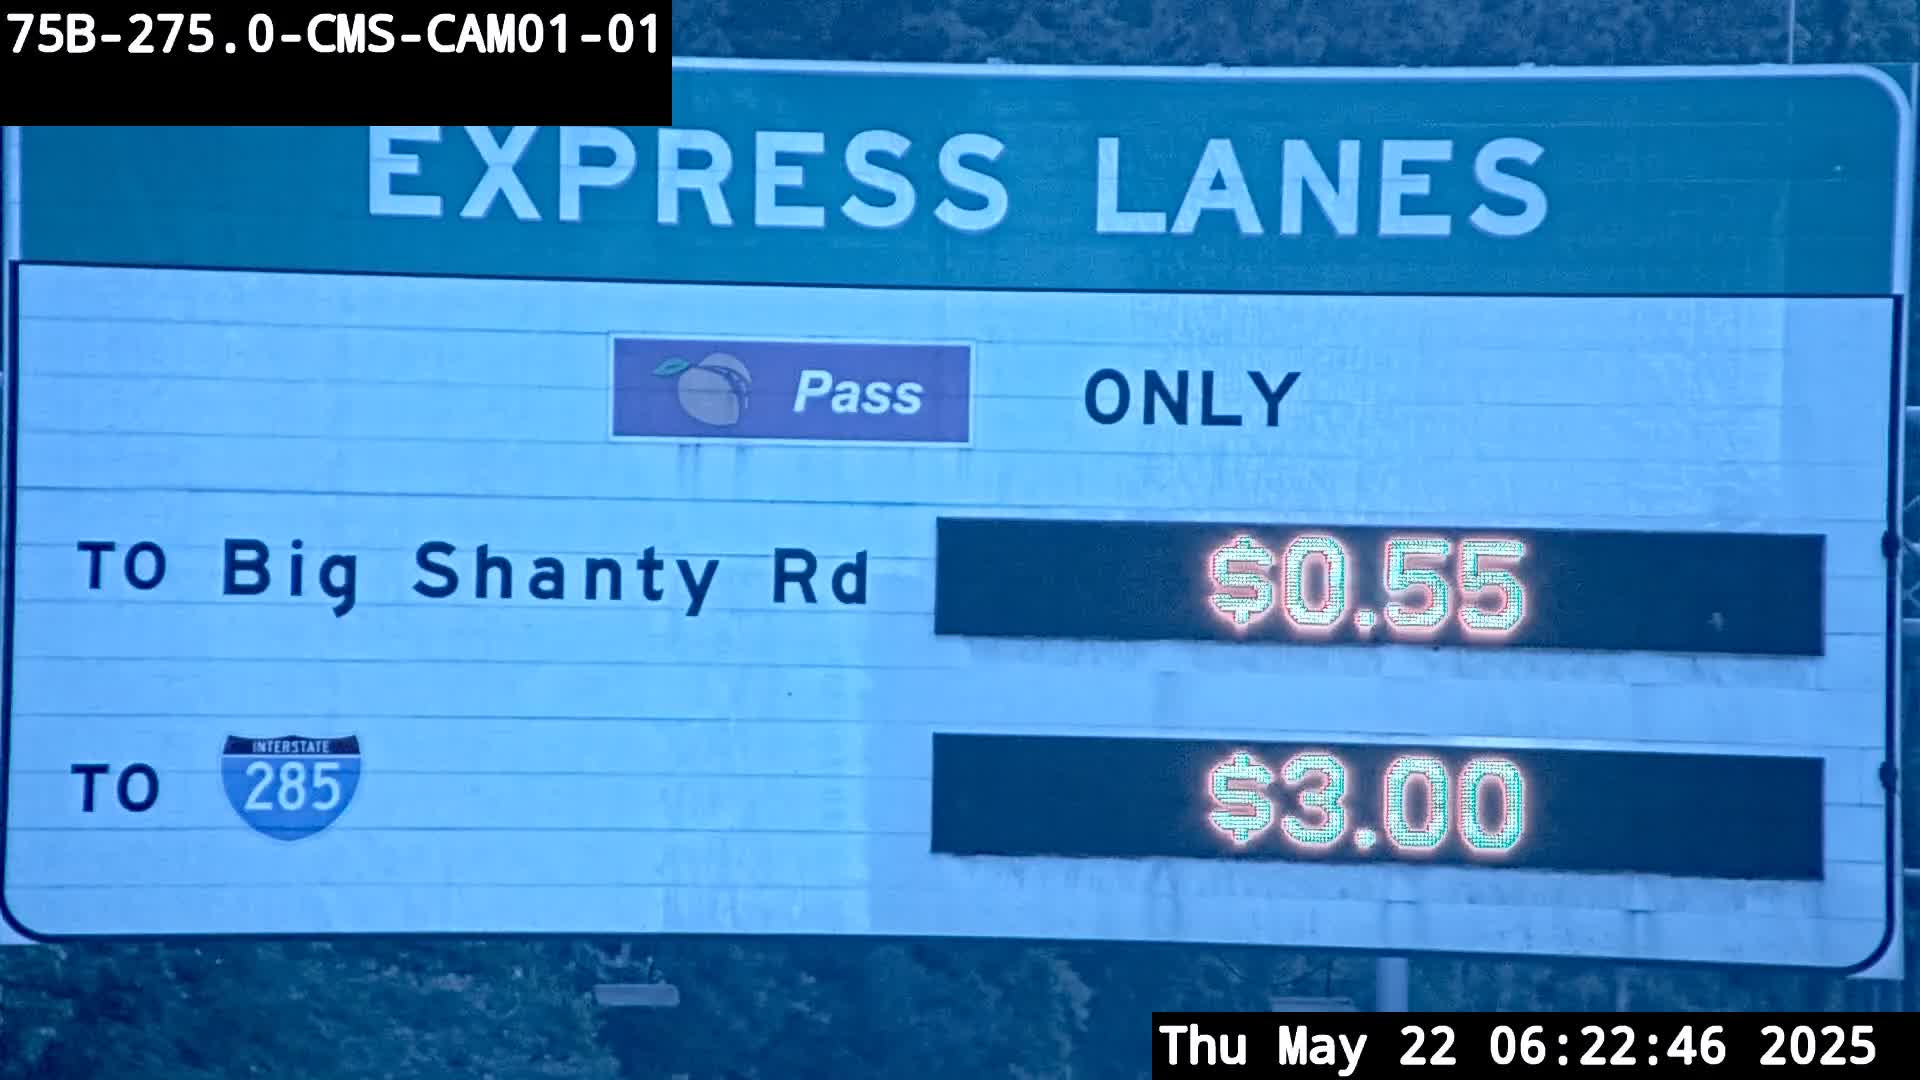 75B-275.0-CMS-CAM01-01
EXPRESS LANES
Pass ONLY
TO Big Shanty Rd $0.55
TO INTERSTATE 285 $3.00
Thu May 22 06:22:46 2025